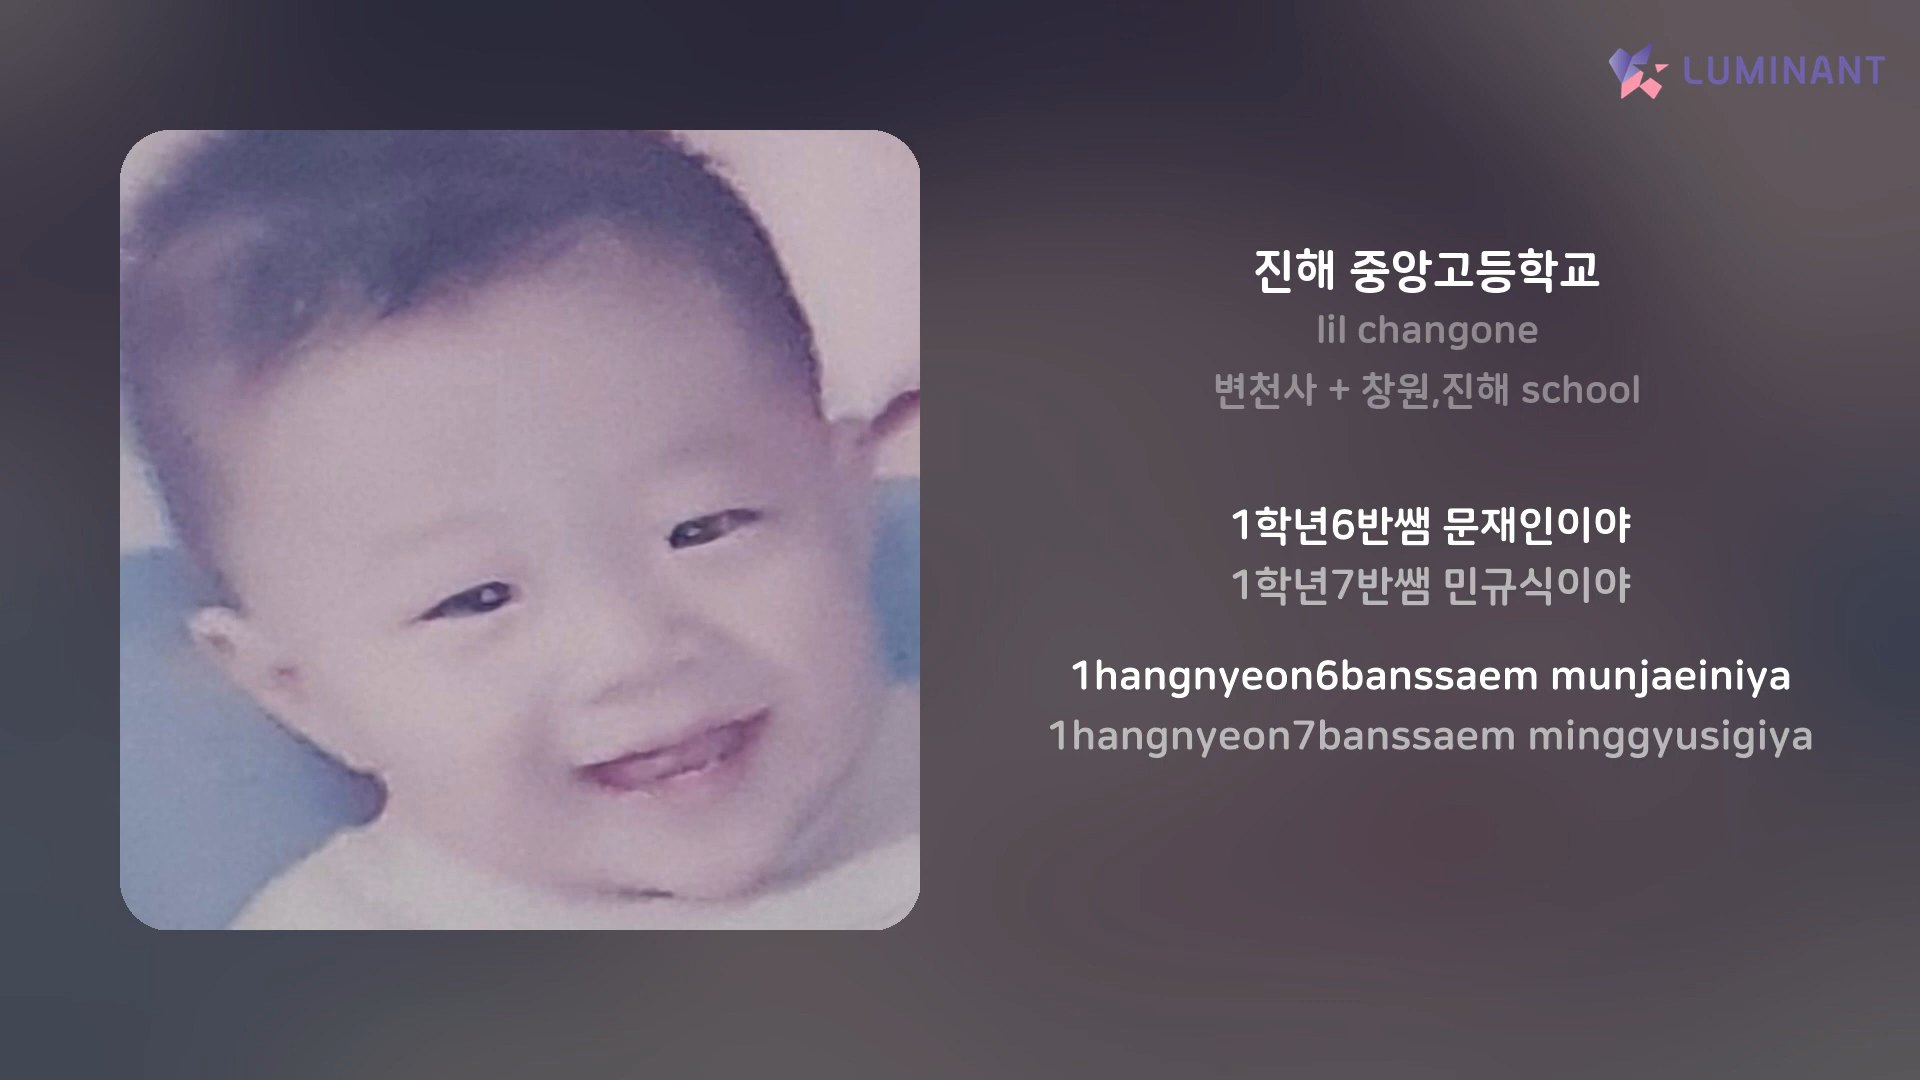 LUMINANT
진해 중앙고등학교
lil changone
변천사 + 창원,진해 school
1학년6반쌤 문재인이야
1학년7반쌤 민규식이야
1hangnyeon6banssaem munjaeiniya
1hangnyeon7banssaem minggyusigiya